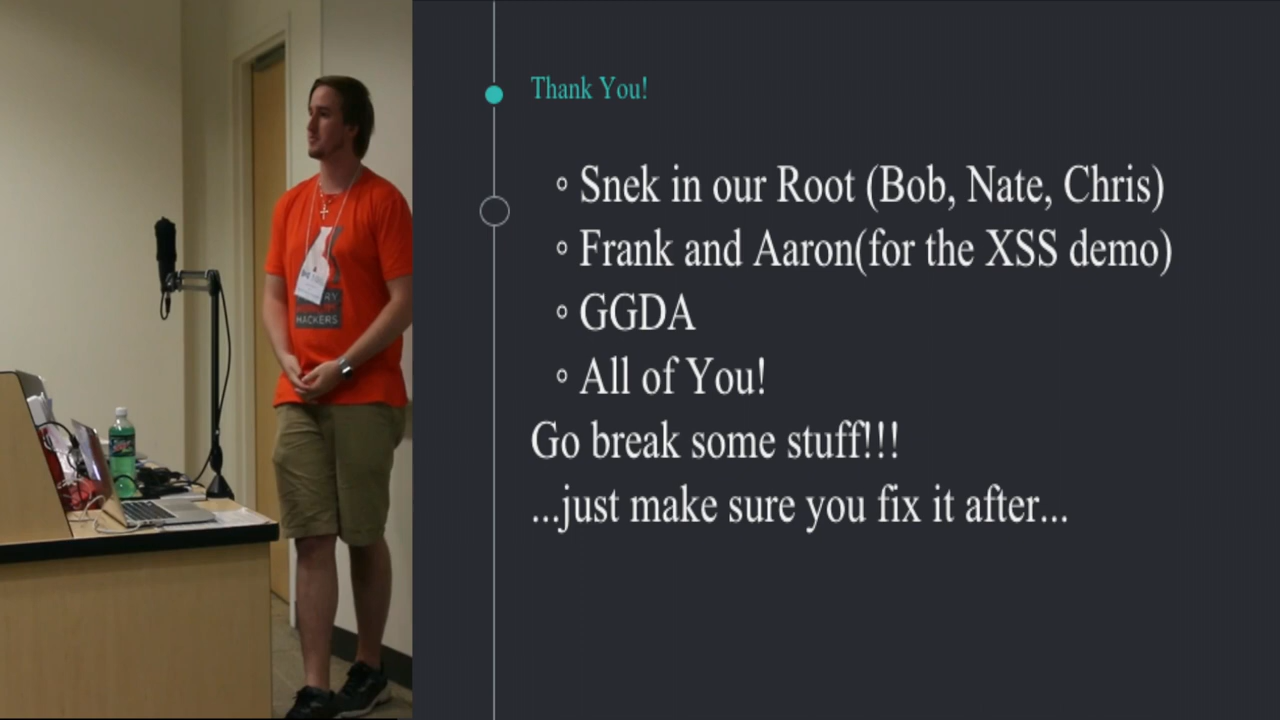 Thank You!
◦ Snek in our Root (Bob, Nate, Chris)
◦ Frank and Aaron(for the XSS demo)
◦ GGDA
◦ All of You!
Go break some stuff!!!
...just make sure you fix it after...
HACKERS